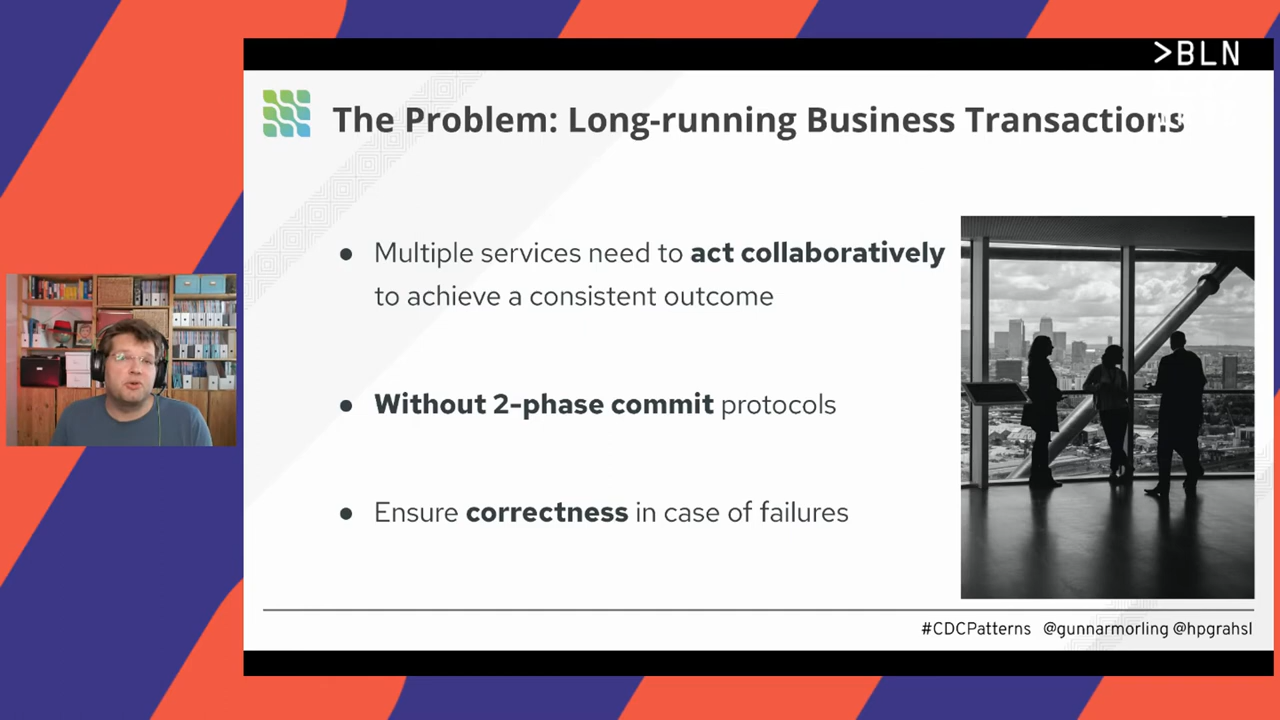 >BLN
The Problem: Long-running Business Transactions
● Multiple services need to act collaboratively
to achieve a consistent outcome
● Without 2-phase commit protocols
● Ensure correctness in case of failures
#CDCPatterns @gunnarmorling @hpgrahsl